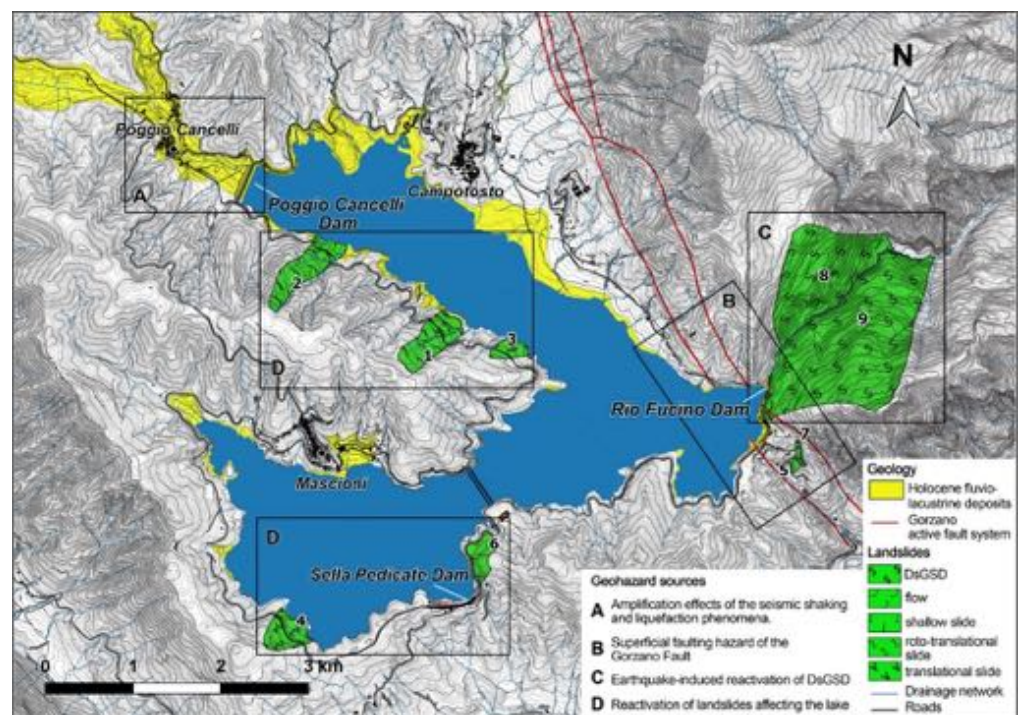 N
Poggio Cancelli
A
Campotosto
Poggio Cancelli
Dam
C
8
B
2
9
1
3
D
Rio Fucino Dam
7
5
Mascioni
D
6
Sella Pedicate Dam
4
0 1 2 3 km
Geohazard sources
A Amplification effects of the seismic shaking
and liquefaction phenomena.
B Superficial faulting hazard of the
Gorzano Fault
C Earthquake-induced reactivation of DsGSD
D Reactivation of landslides affecting the lake
Geology
Holocene fluvio-
lacustrine deposits
Gorzano
active fault system
Landslides
DsGSD
flow
shallow slide
roto-translational
slide
translational slide
Drainage network
Roads